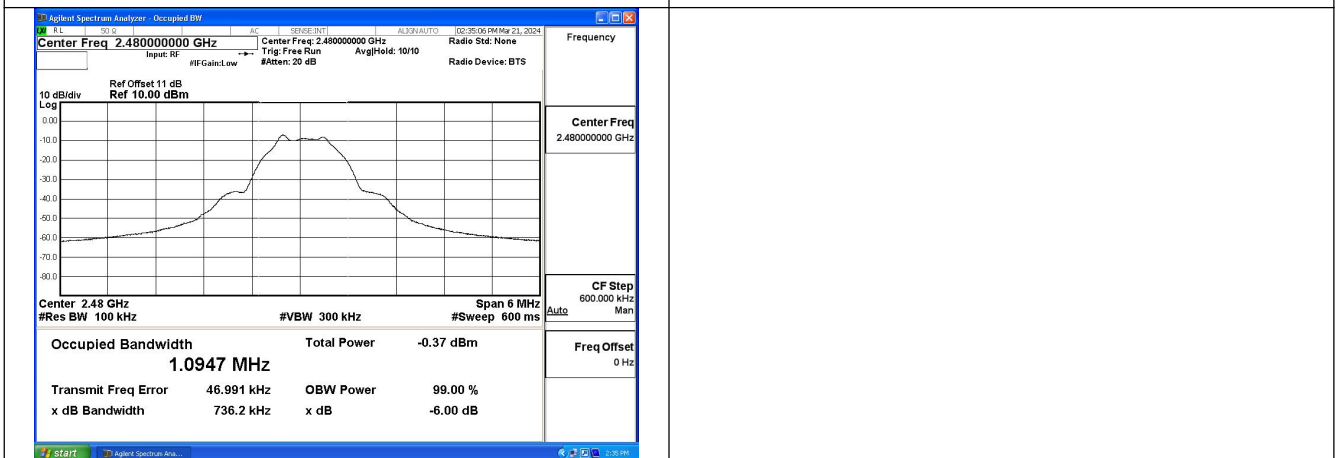 Agilent Spectrum Analyzer - Occupied BW
RL 50 Ω AC SENSE:INT ALIGN AUTO 02:35:06 PM Mar 21, 2024
Center Freq 2.480000000 GHz Center Freq: 2.480000000 GHz Radio Std: None Frequency
Input: RF Trig: Free Run Avg|Hold: 10/10
#IFGain:Low #Atten: 20 dB Radio Device: BTS
Ref Offset 11 dB
10 dB/div Ref 10.00 dBm
Log
0.00
-10.0
-20.0
-30.0
-40.0
-50.0
-60.0
-70.0
-80.0
Center 2.48 GHz Span 6 MHz
#Res BW 100 kHz #VBW 300 kHz #Sweep 600 ms
Center Freq
2.480000000 GHz
CF Step
600.000 kHz
Auto Man
Occupied Bandwidth Total Power -0.37 dBm
1.0947 MHz
Transmit Freq Error 46.991 kHz OBW Power 99.00 %
x dB Bandwidth 736.2 kHz x dB -6.00 dB
Freq Offset
0 Hz
start Agilent Spectrum Ana... 2:35 PM